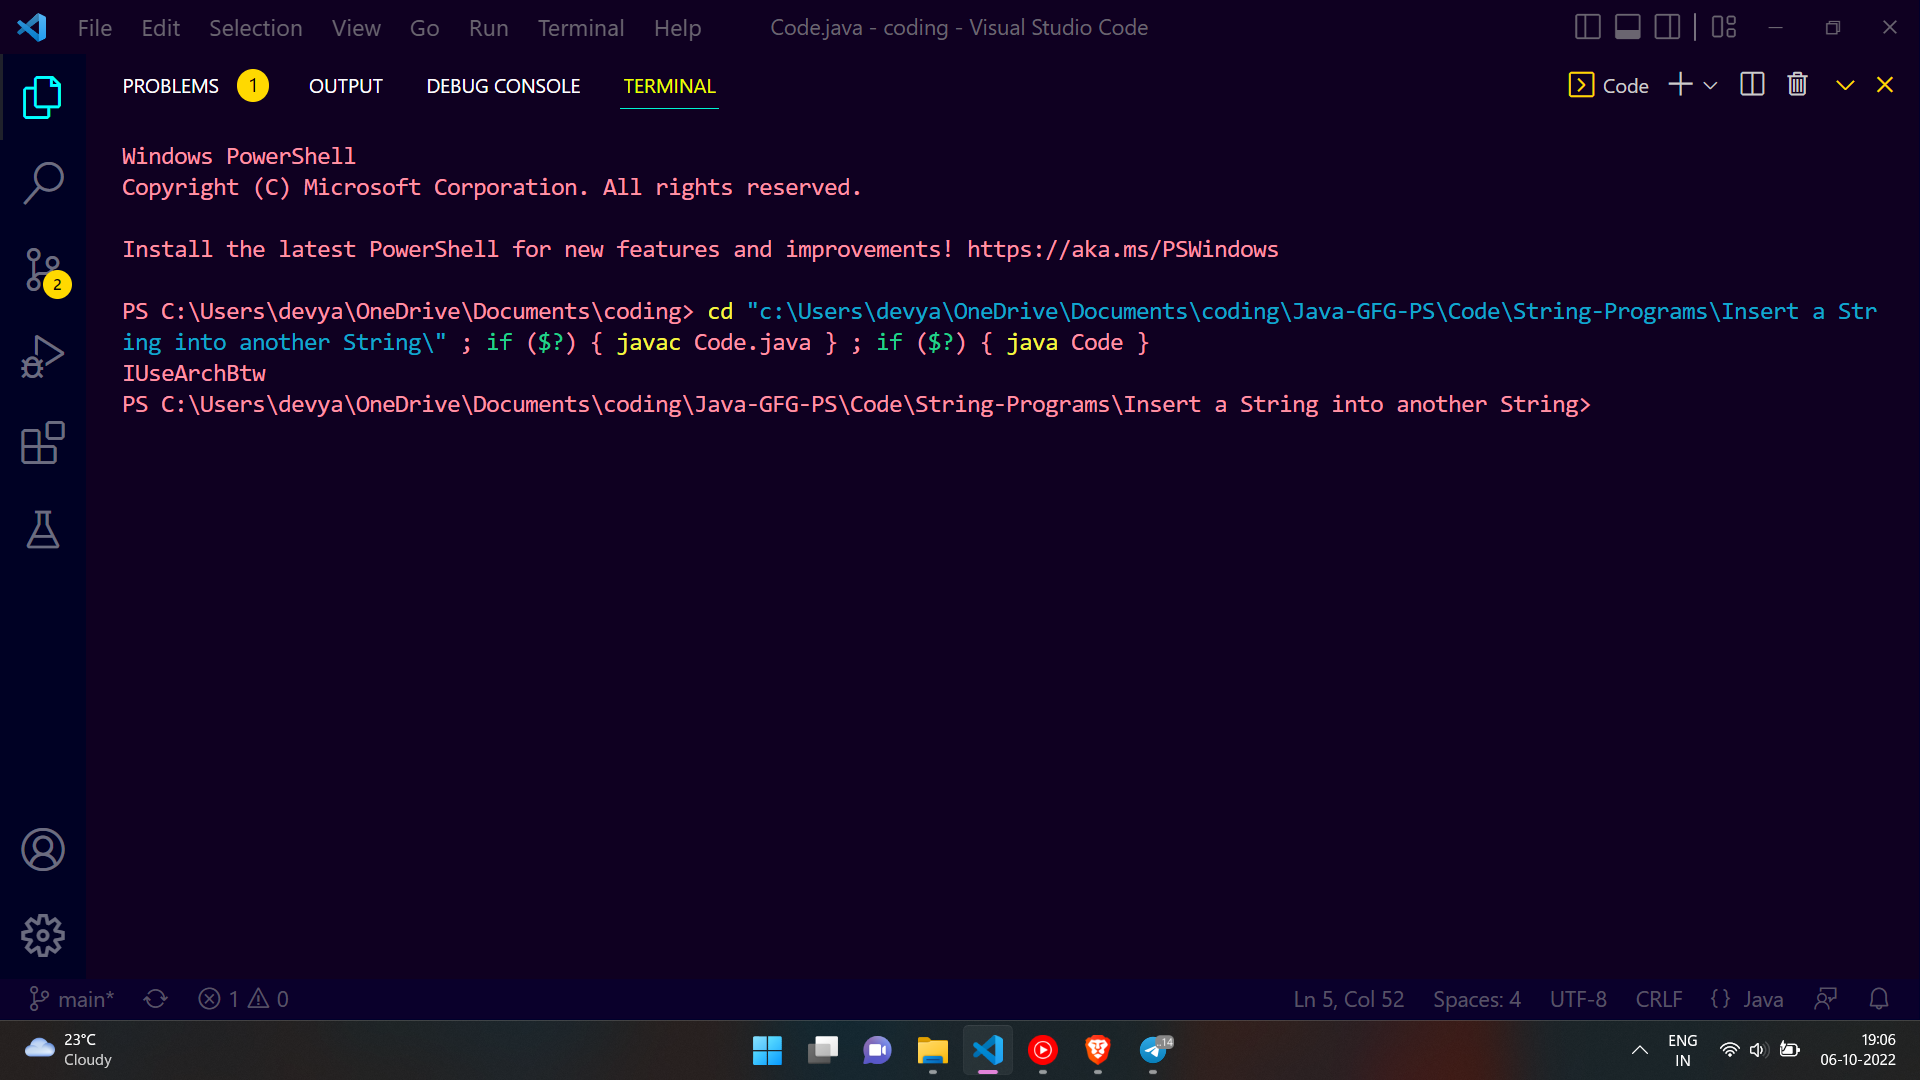 File Edit Selection View Go Run Terminal Help Code.java - coding - Visual Studio Code
PROBLEMS 1 OUTPUT DEBUG CONSOLE TERMINAL Code
Windows PowerShell
Copyright (C) Microsoft Corporation. All rights reserved.
Install the latest PowerShell for new features and improvements! https://aka.ms/PSWindows
PS C:\Users\devya\OneDrive\Documents\coding> cd "c:\Users\devya\OneDrive\Documents\coding\Java-GFG-PS\Code\String-Programs\Insert a Str
ing into another String\" ; if ($?) { javac Code.java } ; if ($?) { java Code }
IUseArchBtw
PS C:\Users\devya\OneDrive\Documents\coding\Java-GFG-PS\Code\String-Programs\Insert a String into another String>
2
main* 1 0 Ln 5, Col 52 Spaces: 4 UTF-8 CRLF {} Java
23°C
Cloudy
14
ENG
IN
19:06
06-10-2022